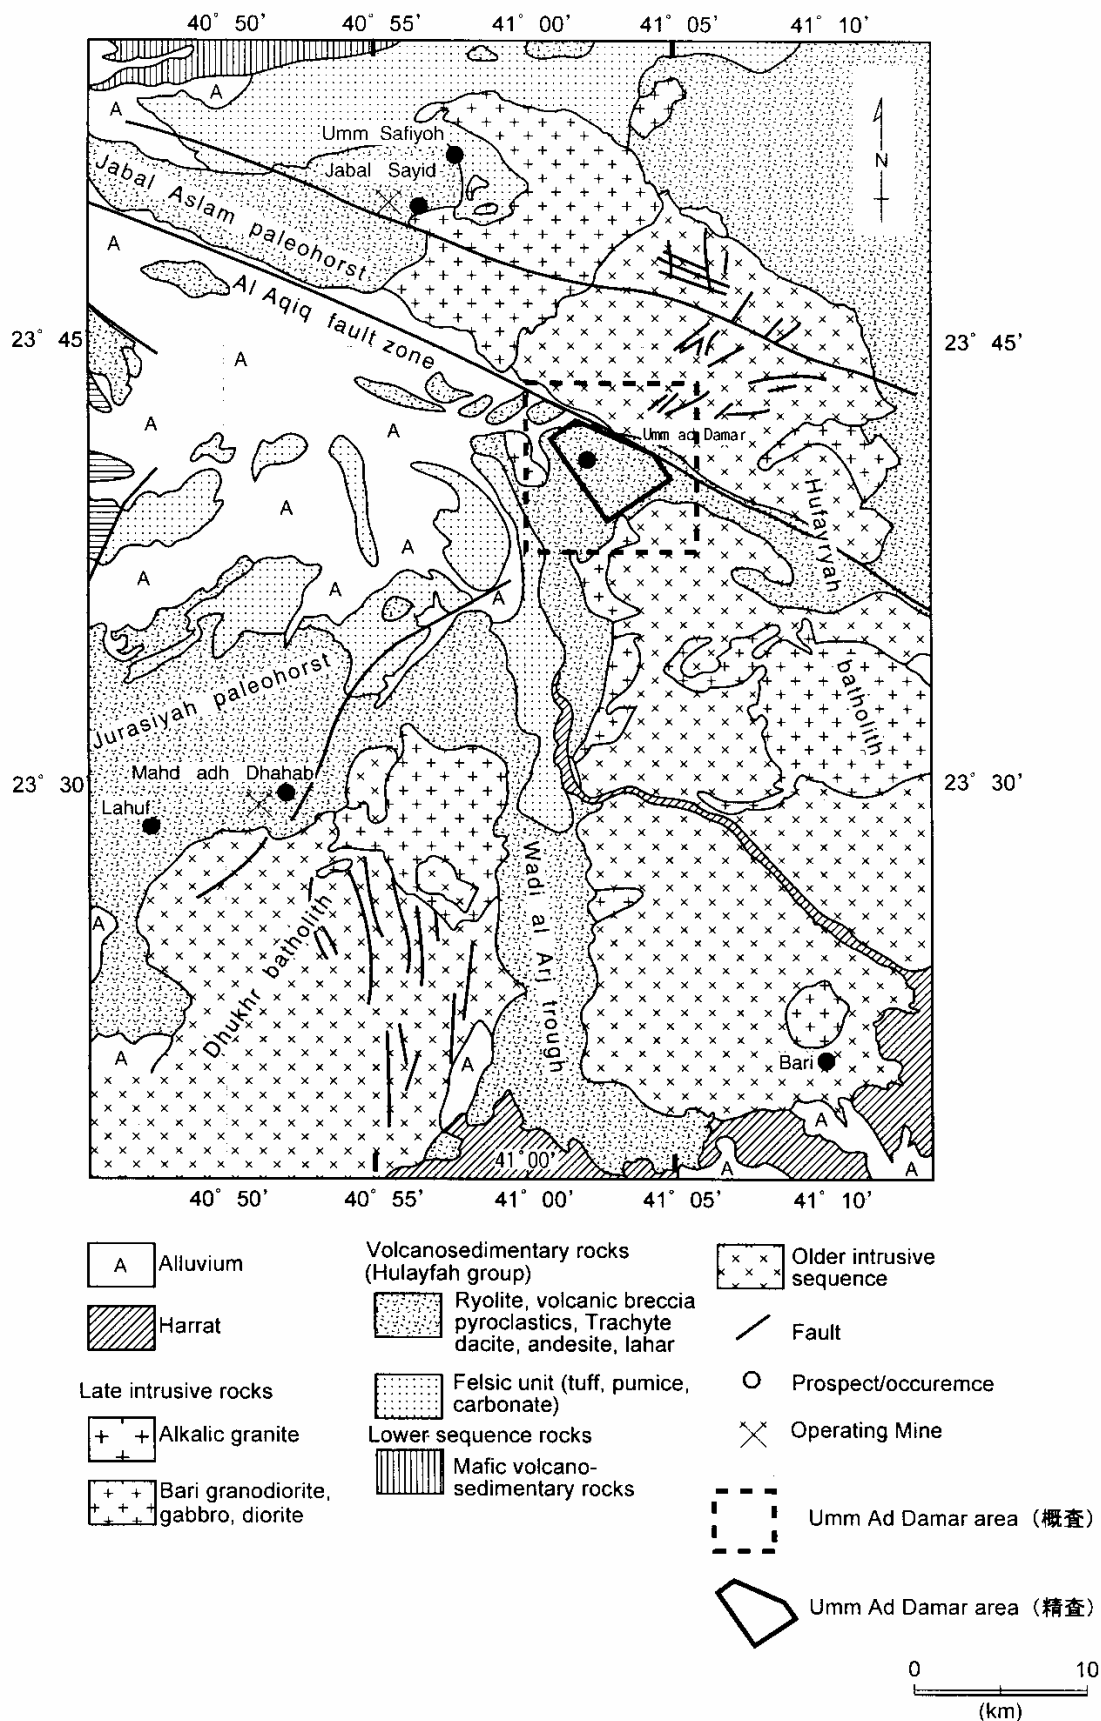 40° 50' 40° 55' 41° 00' 41° 05' 41° 10'
A
A
Umm Safiyoh
Jabal Sayid
N
Jabal Aslam paleohorst
A
Al Aqiq fault zone
23° 45'
23° 45'
A
A
A
Umm ad Damar
Hufayryah
batholith
A
A
A
A
A
Jurasiyah paleohorst
Mahd adh Dhahab
23° 30'
23° 30'
Lahuf
Wadi al Arj trough
A
Dhukhr batholith
A
A
Bari
A
41° 00'
A
A
40° 50' 40° 55' 41° 00' 41° 05' 41° 10'
A
Alluvium
Harrat
Late intrusive rocks
Alkalic granite
Bari granodiorite,
gabbro, diorite
Volcanosedimentary rocks
(Hulayfah group)
Ryolite, volcanic breccia
pyroclastics, Trachyte
dacite, andesite, lahar
Felsic unit (tuff, pumice,
carbonate)
Lower sequence rocks
Mafic volcano-
sedimentary rocks
Older intrusive
sequence
Fault
Prospect/occuremce
Operating Mine
Umm Ad Damar area (概査)
Umm Ad Damar area (精査)
0 10
(km)